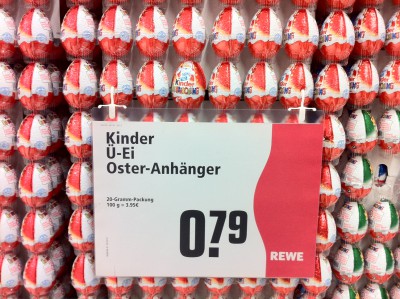 Kinder
Ü-Ei
Oster-Anhänger
20-Gramm-Packung
100 g = 3.95€
0.79
REWE